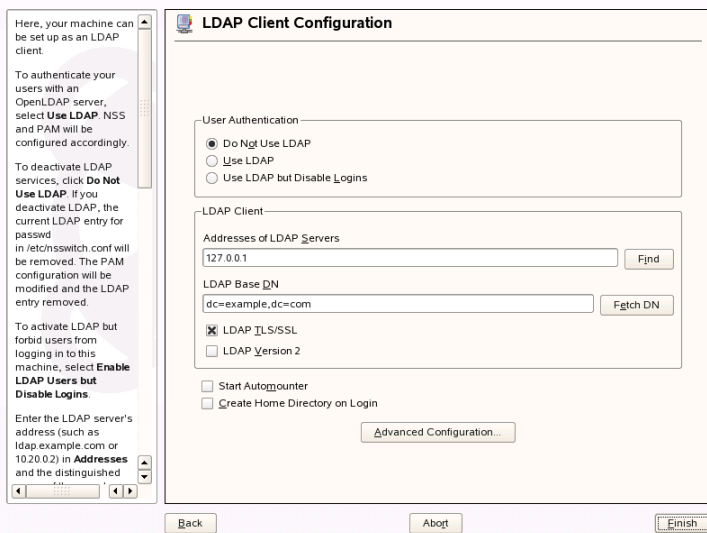 Here, your machine can
be set up as an LDAP
client.
To authenticate your
users with an
OpenLDAP server,
select Use LDAP. NSS
and PAM will be
configured accordingly.
To deactivate LDAP
services, click Do Not
Use LDAP. If you
deactivate LDAP, the
current LDAP entry for
passwd
in /etc/nsswitch.conf will
be removed. The PAM
configuration will be
modified and the LDAP
entry removed.
To activate LDAP but
forbid users from
logging in to this
machine, select Enable
LDAP Users but
Disable Logins.
Enter the LDAP server's
address (such as
ldap.example.com or
10.20.0.2) in Addresses
and the distinguished
LDAP Client Configuration
User Authentication
Do Not Use LDAP
Use LDAP
Use LDAP but Disable Logins
LDAP Client
Addresses of LDAP Servers
127.0.0.1
Find
LDAP Base DN
dc=example,dc=com
Fetch DN
LDAP TLS/SSL
LDAP Version 2
Start Automounter
Create Home Directory on Login
Advanced Configuration...
Back
Abort
Finish